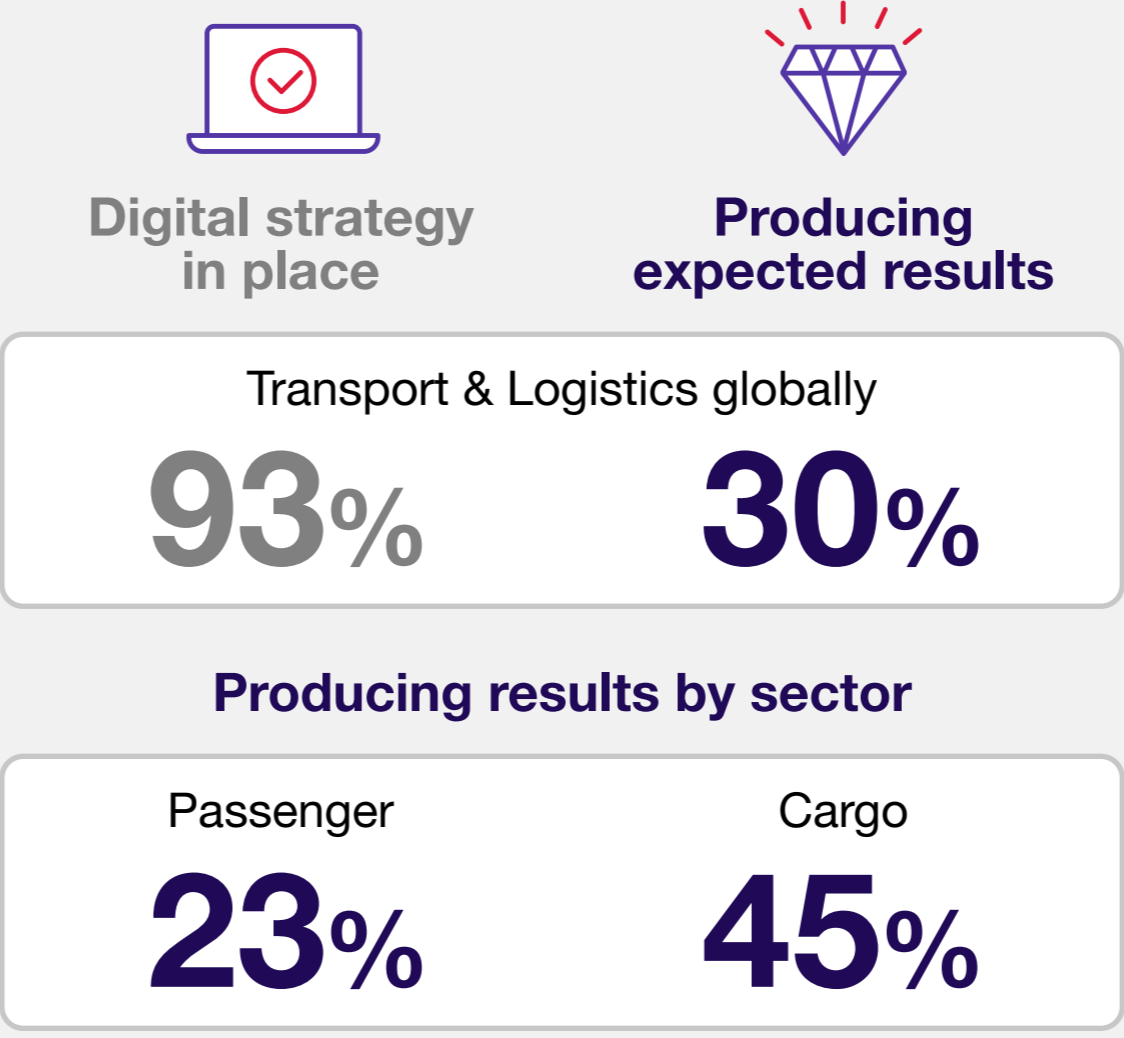 Digital strategy
in place
Producing
expected results
Transport & Logistics globally
93%
30%
Producing results by sector
Passenger
Cargo
23%
45%